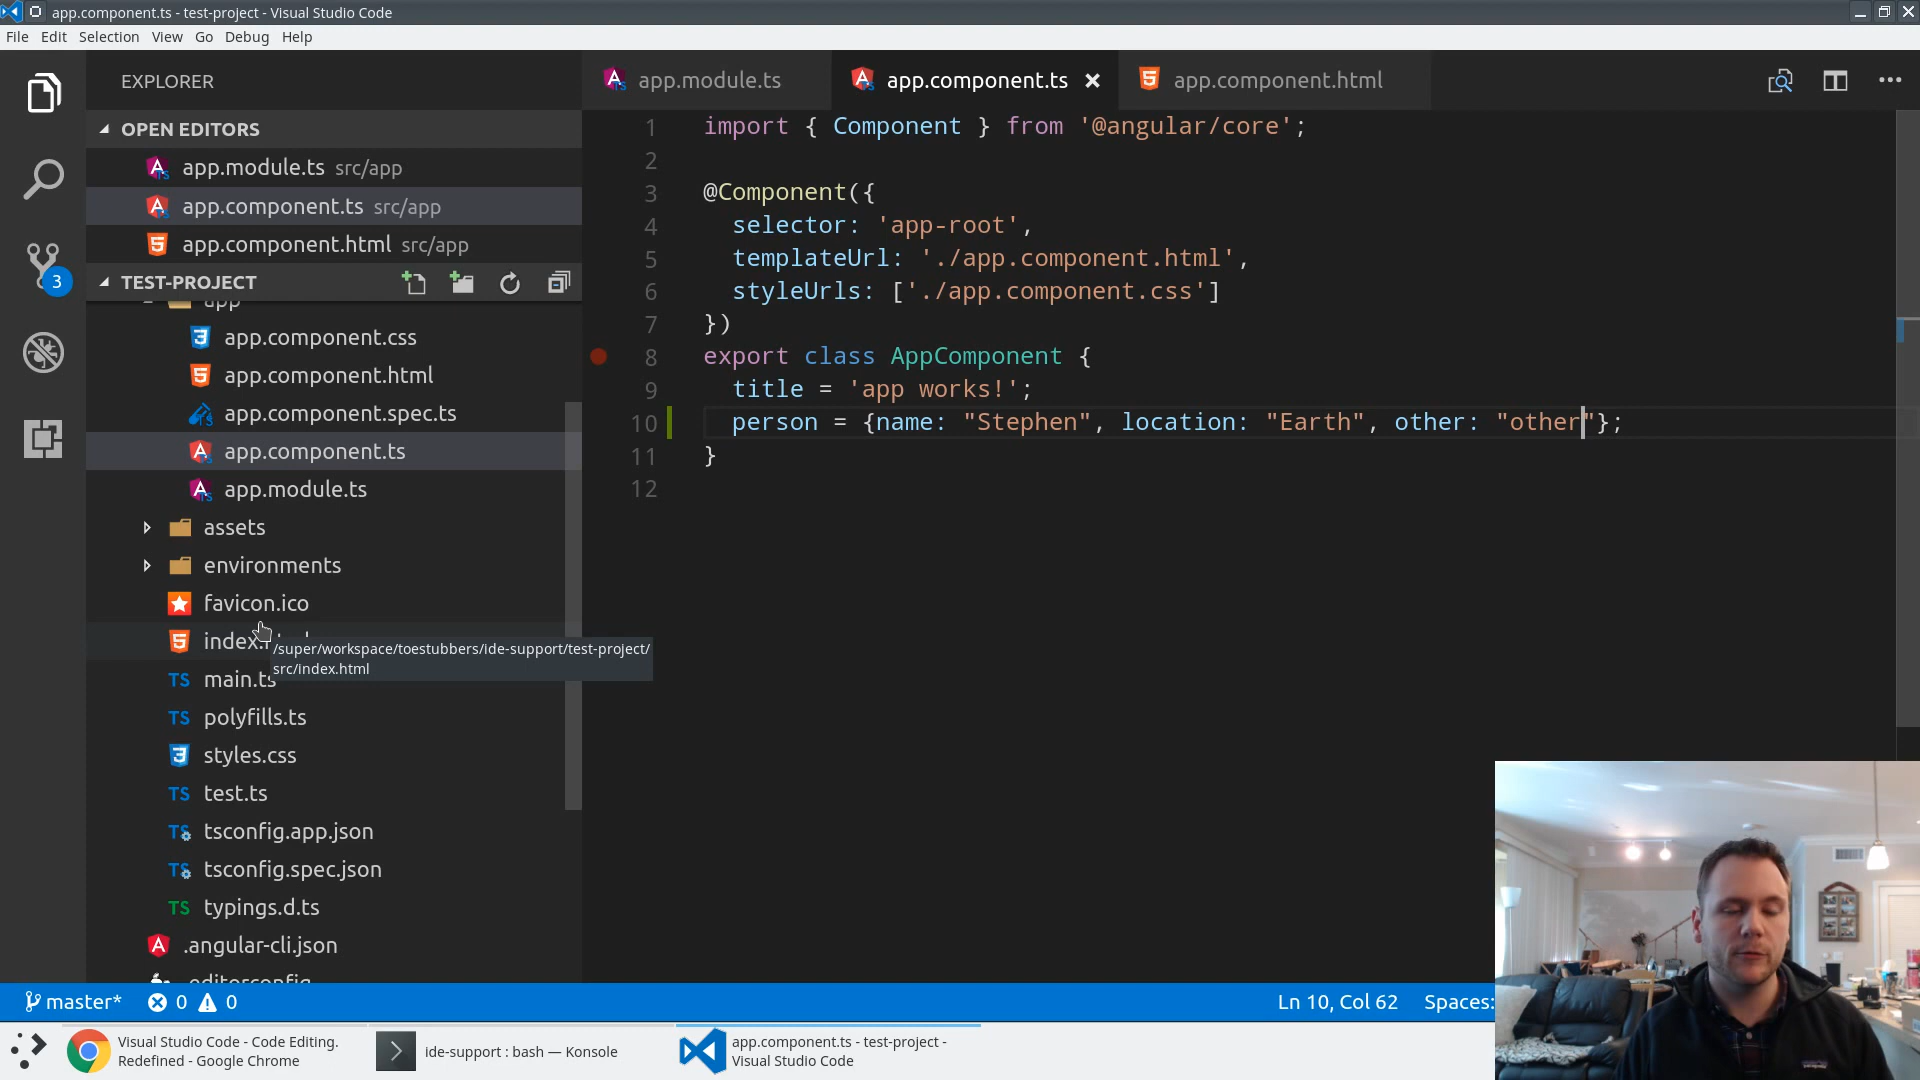 app.component.ts - test-project - Visual Studio Code
File Edit Selection View Go Debug Help
EXPLORER
OPEN EDITORS
app.module.ts src/app
app.component.ts src/app
app.component.html src/app
TEST-PROJECT
app
app.component.css
app.component.html
app.component.spec.ts
app.component.ts
app.module.ts
assets
environments
favicon.ico
/super/workspace/toestubbers/ide-support/test-project/
src/index.html
main.ts
polyfills.ts
styles.css
test.ts
tsconfig.app.json
tsconfig.spec.json
typings.d.ts
.angular-cli.json
3
app.module.ts app.component.ts app.component.html
1 import { Component } from '@angular/core';
2
3 @Component({
4 selector: 'app-root',
5 templateUrl: './app.component.html',
6 styleUrls: ['./app.component.css']
7 })
8 export class AppComponent {
9 title = 'app works!';
10 person = {name: "Stephen", location: "Earth", other: "other"};
11 }
12
master* 0 0 Ln 10, Col 62 Spaces:
Visual Studio Code - Code Editing.
Redefined - Google Chrome
ide-support : bash — Konsole
app.component.ts - test-project -
Visual Studio Code